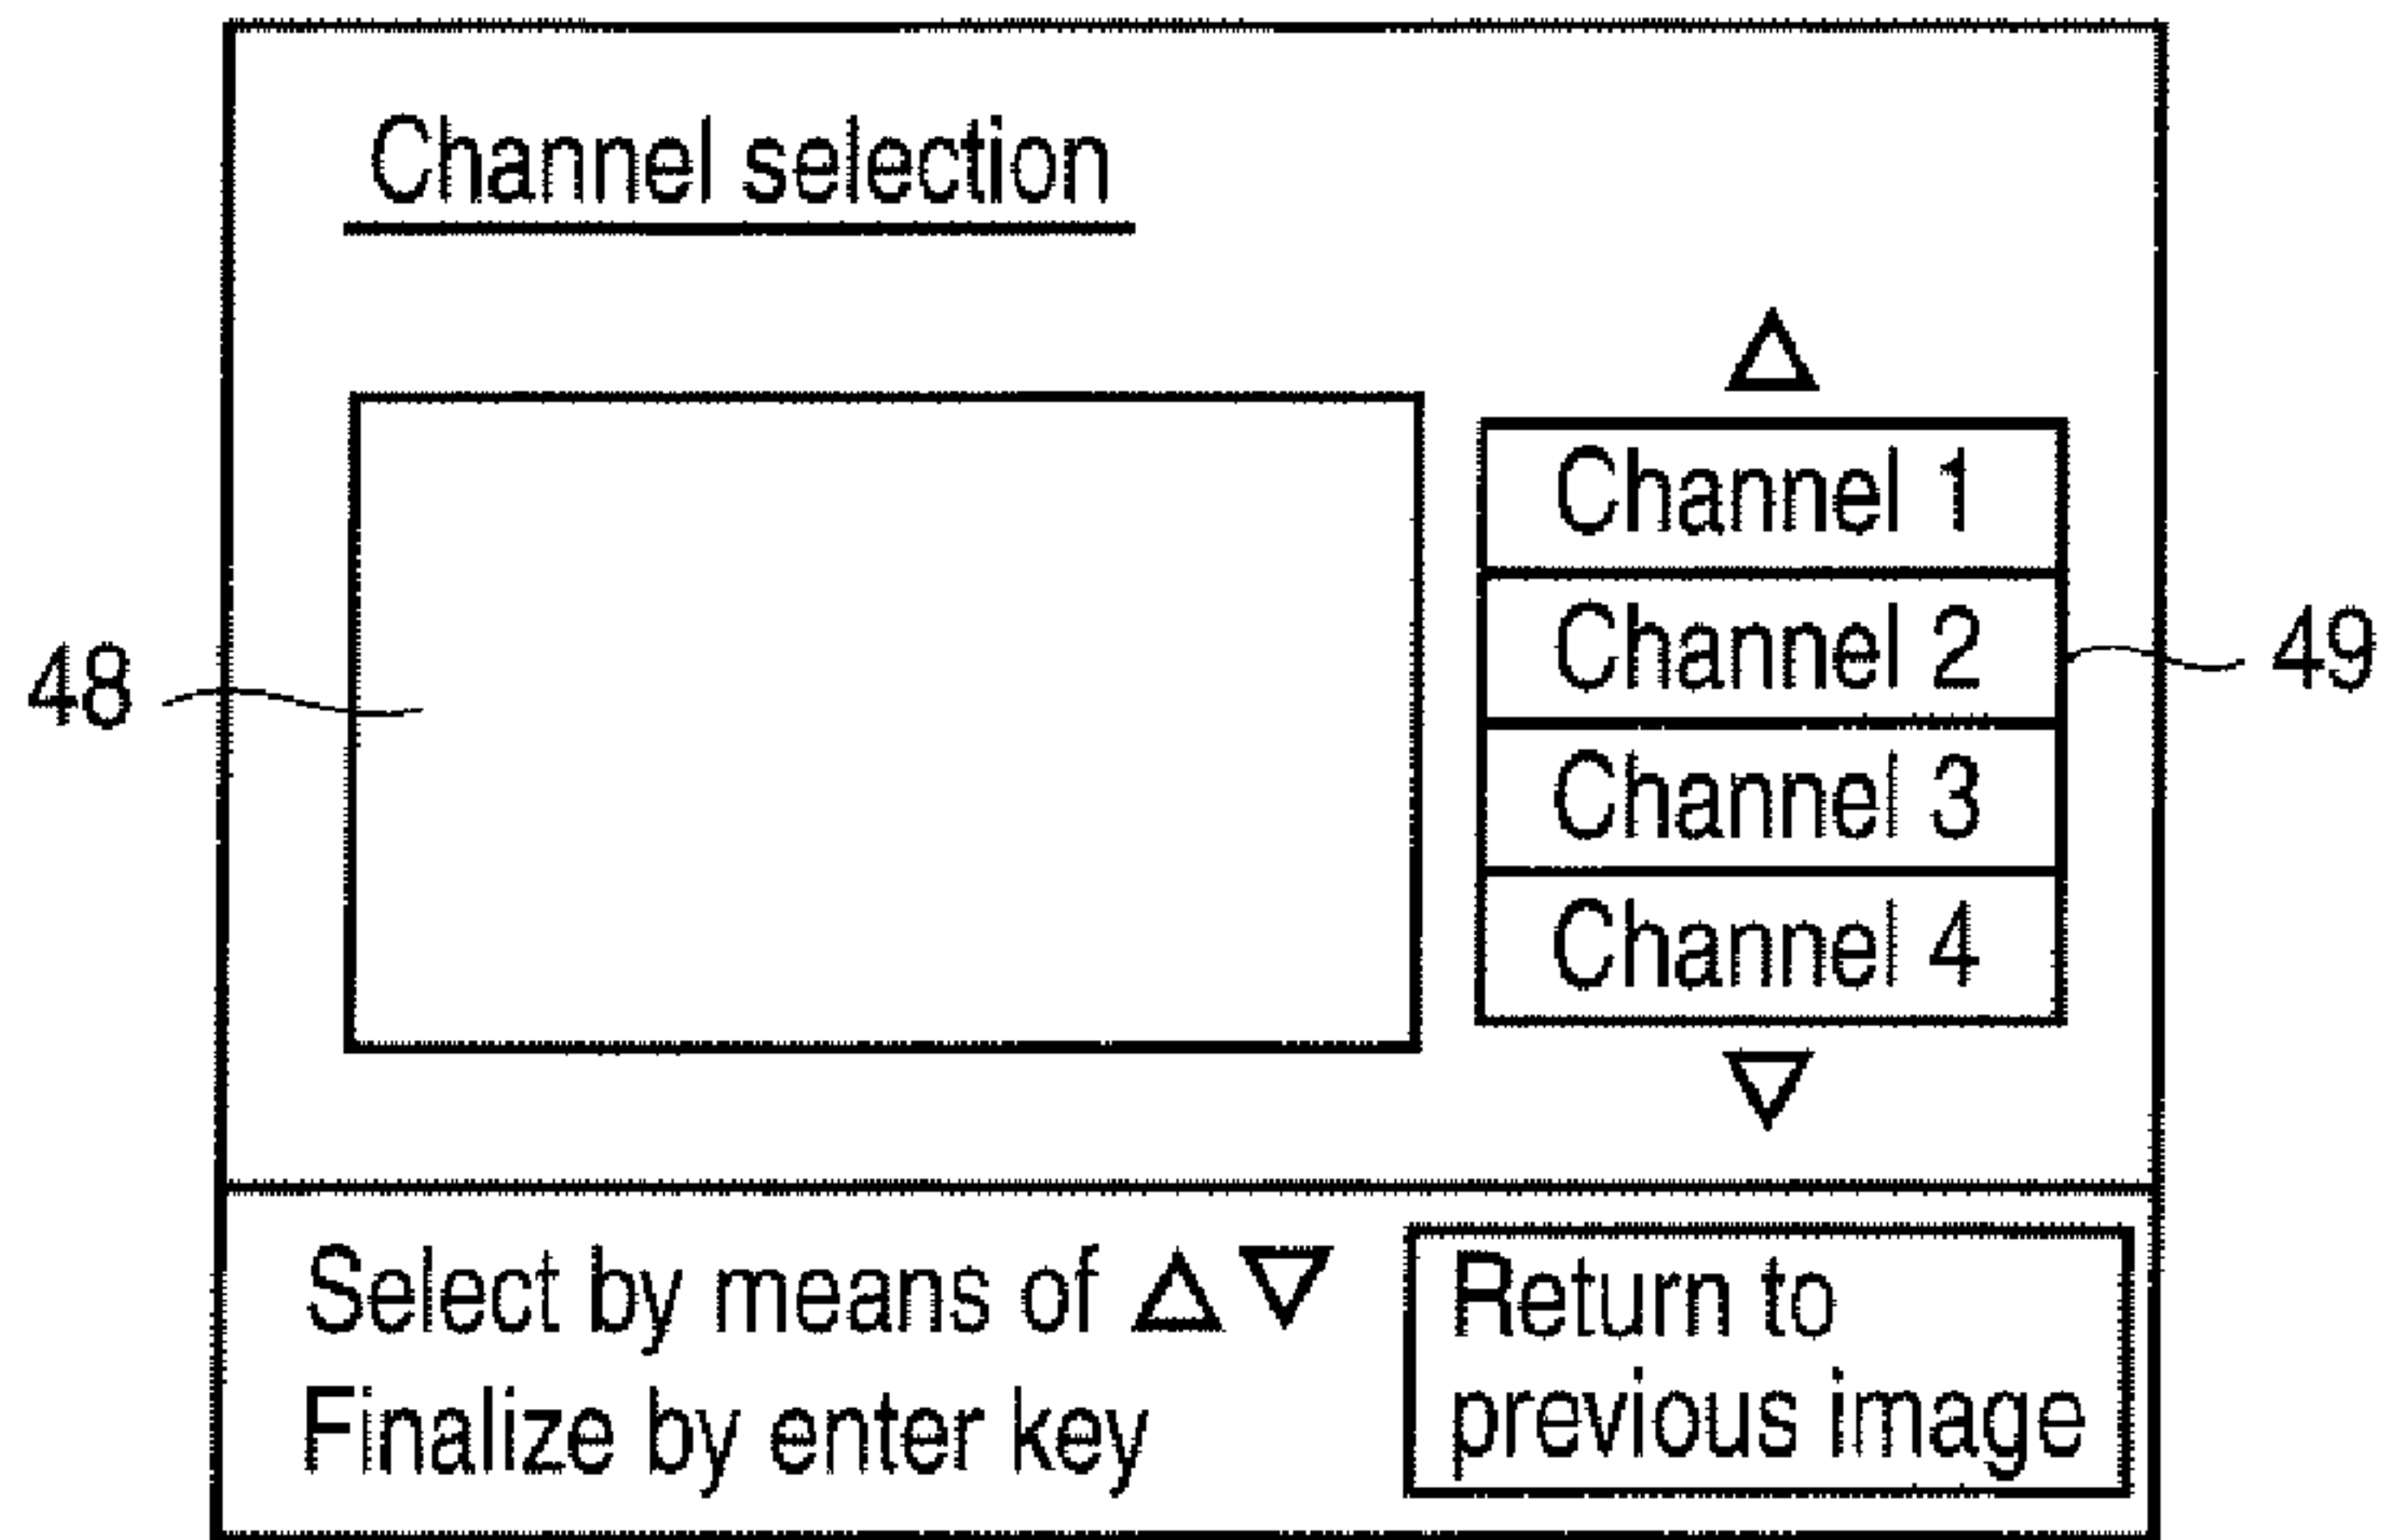 Channel selection
Channel 1
Channel 2
Channel 3
Channel 4
48
49
Select by means of △ ▽
Finalize by enter key
Return to
previous image